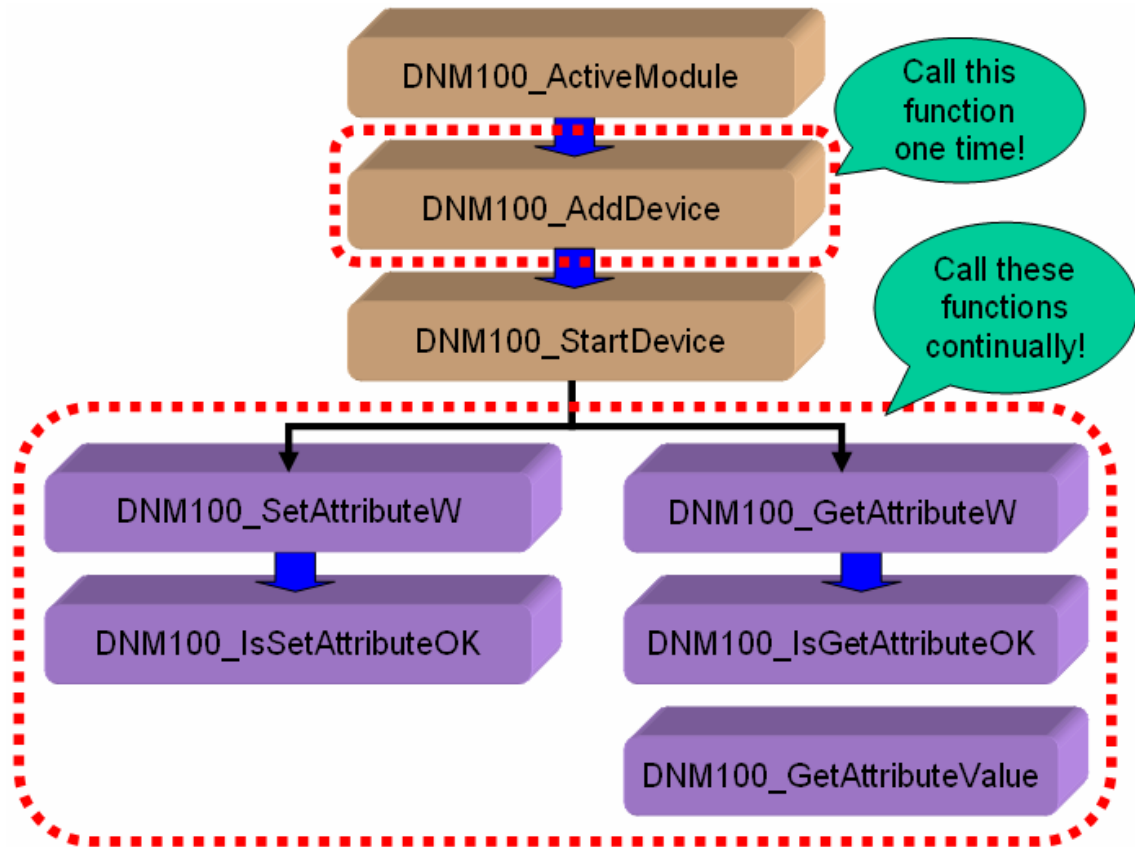 DNM100_ActiveModule
Call this
function
one time!
DNM100_AddDevice
Call these
functions
continually!
DNM100_StartDevice
DNM100_SetAttributeW
DNM100_GetAttributeW
DNM100_IsSetAttributeOK
DNM100_IsGetAttributeOK
DNM100_GetAttributeValue